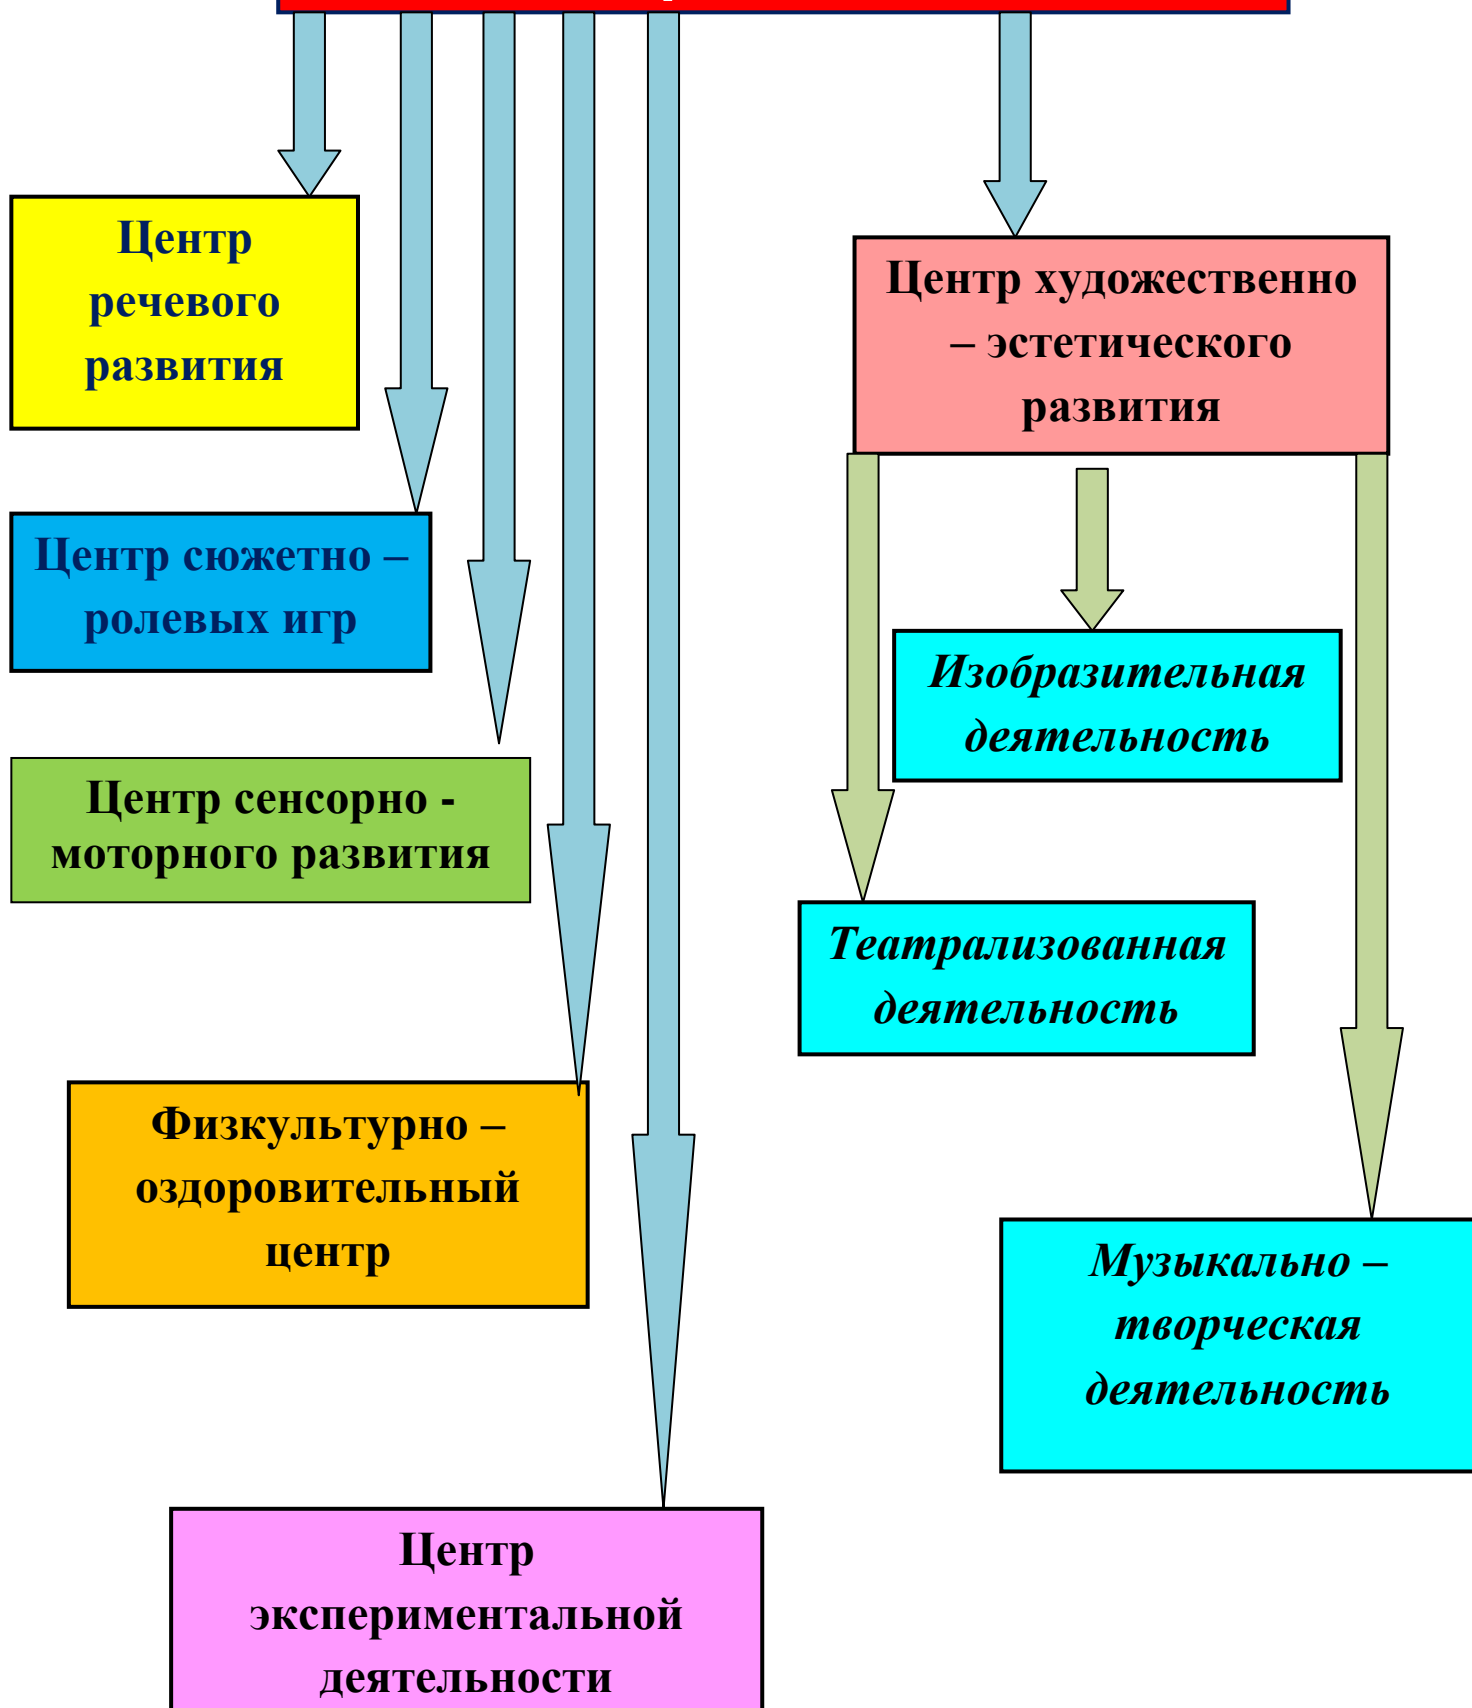 Центр
речевого
развития
Центр художественно
– эстетического
развития
Центр сюжетно –
ролевых игр
Изобразительная
деятельность
Центр сенсорно -
моторного развития
Театрализованная
деятельность
Физкультурно –
оздоровительный
центр
Музыкально –
творческая
деятельность
Центр
экспериментальной
деятельности